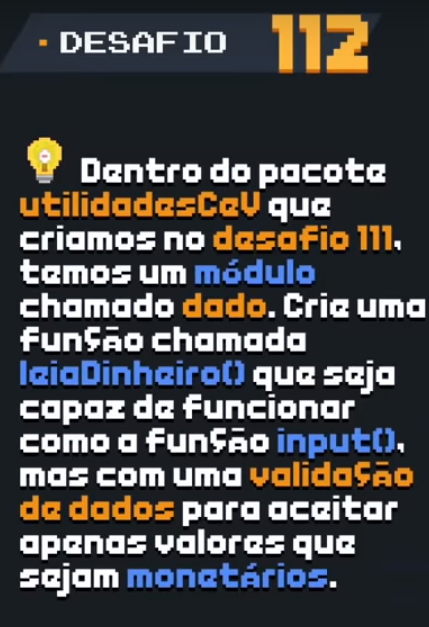 DESAFIO 112
Dentro do pacote
utilidadesCeV que
criamos no desafio 111,
temos um módulo
chamado dado. Crie uma
função chamada
leiaDinheiro() que seja
capaz de funcionar
como a função input(),
mas com uma validação
de dados para aceitar
apenas valores que
sejam monetários.